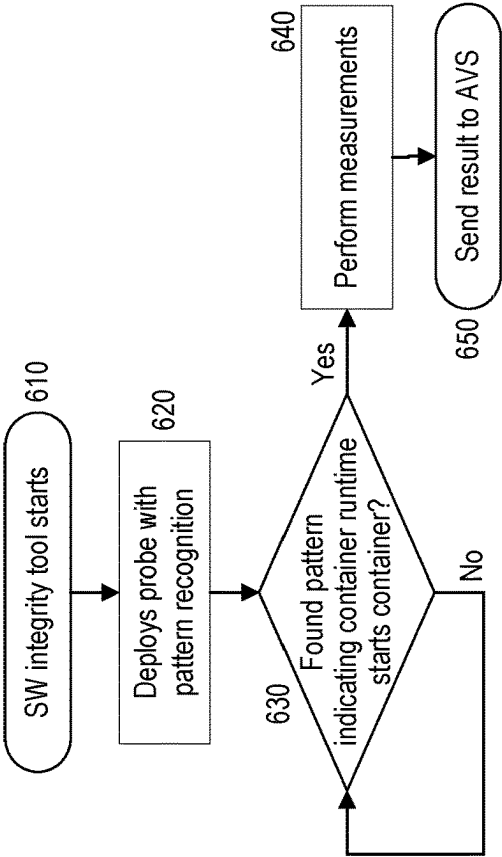 SW integrity tool starts
610
Deploys probe with
pattern recognition
620
630
Found pattern
indicating container runtime
starts container?
Yes
No
640
Perform measurements
650
Send result to AVS